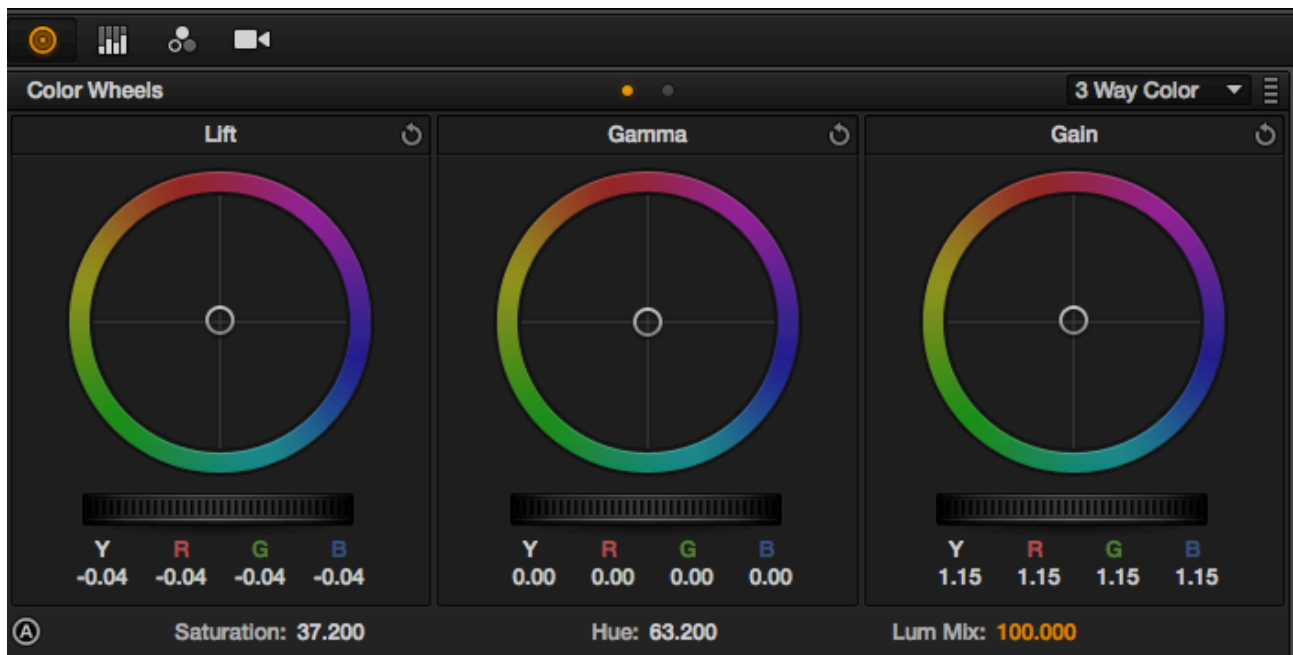 Color Wheels 3 Way Color
Lift Gamma Gain
Y R G B Y R G B Y R G B
-0.04 -0.04 -0.04 -0.04 0.00 0.00 0.00 0.00 1.15 1.15 1.15 1.15
A Saturation: 37.200 Hue: 63.200 Lum Mix: 100.000